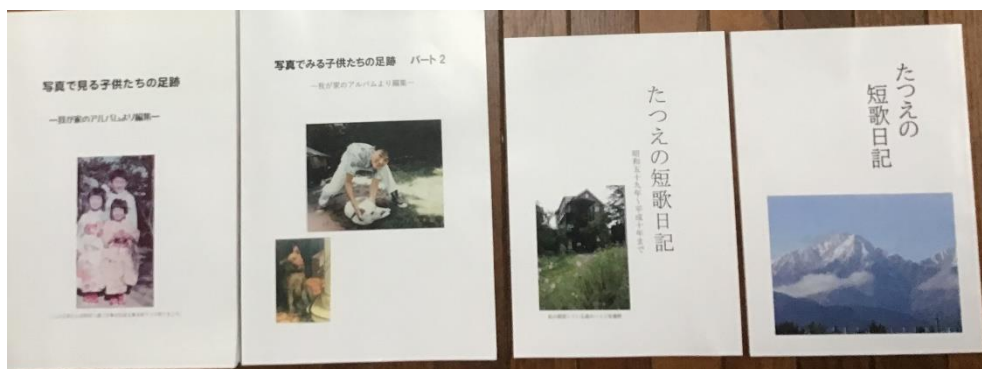 写真で見る子供たちの足跡
―我が家のアルバムより編集―
写真でみる子供たちの足跡 パート2
―我が家のアルバムより編集―
たつえの短歌日記
昭和五十九年～平成十年まで
たつえの
短歌日記